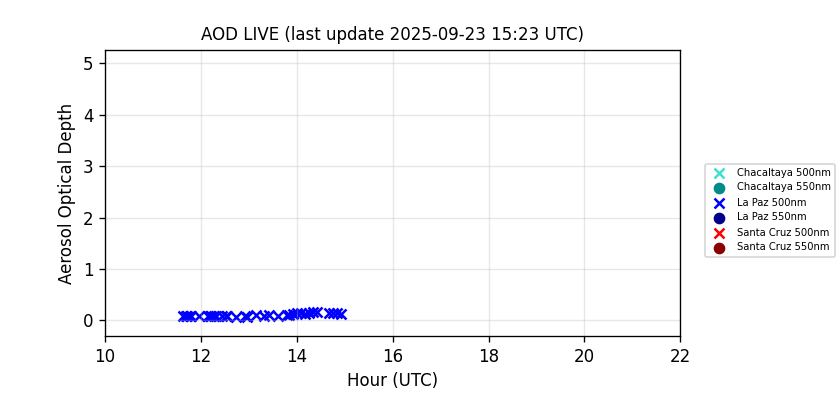 AOD LIVE (last update 2025-09-23 15:23 UTC)
5
4
3
2
1
0
Aerosol Optical Depth
10 12 14 16 18 20 22
Hour (UTC)
Chacaltaya 500nm
Chacaltaya 550nm
La Paz 500nm
La Paz 550nm
Santa Cruz 500nm
Santa Cruz 550nm